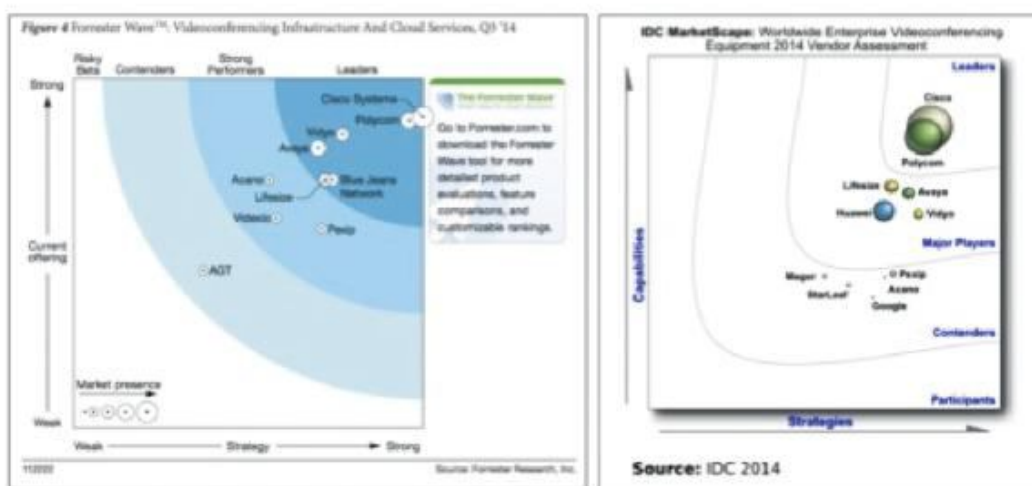 Figure 4 Forrester Wave™: Videoconferencing Infrastructure And Cloud Services, Q3 '14
Risky
Bets
Contenders
Strong
Performers
Leaders
Strong
Cisco Systems
Polycom
Vidyo
Avaya
Acano
Blue Jeans
Network
Lifesize
Videxio
Pexip
AGT
Current
offering
Market presence
Weak
Weak
Strategy
Strong
Source: Forrester Research, Inc.
The Forrester Wave
Go to Forrester.com to
download the Forrester
Wave tool for more
detailed product
evaluations, feature
comparisons, and
customizable rankings.
IDC MarketScape: Worldwide Enterprise Videoconferencing
Equipment 2014 Vendor Assessment
Leaders
Cisco
Polycom
Lifesize
Avaya
Huawei
Vidyo
Major Players
Pexip
StarLeaf
Acano
Google
Contenders
Participants
Capabilities
Strategies
Source: IDC 2014